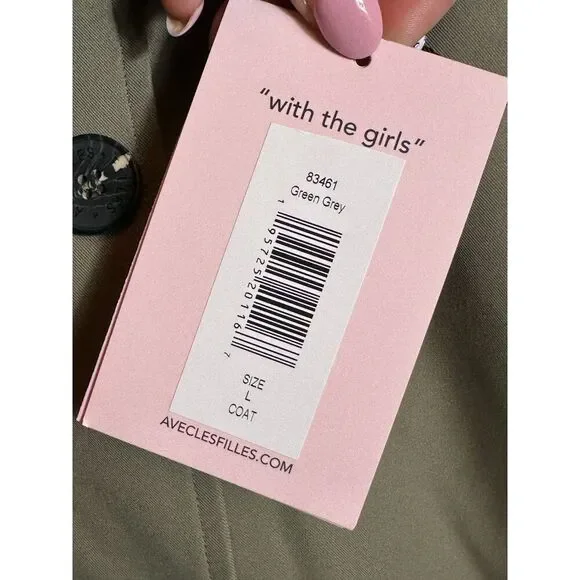 "with the girls"
83461
Green Grey
1 95725 20116 7
SIZE
L
COAT
AVECLESFILLES.COM